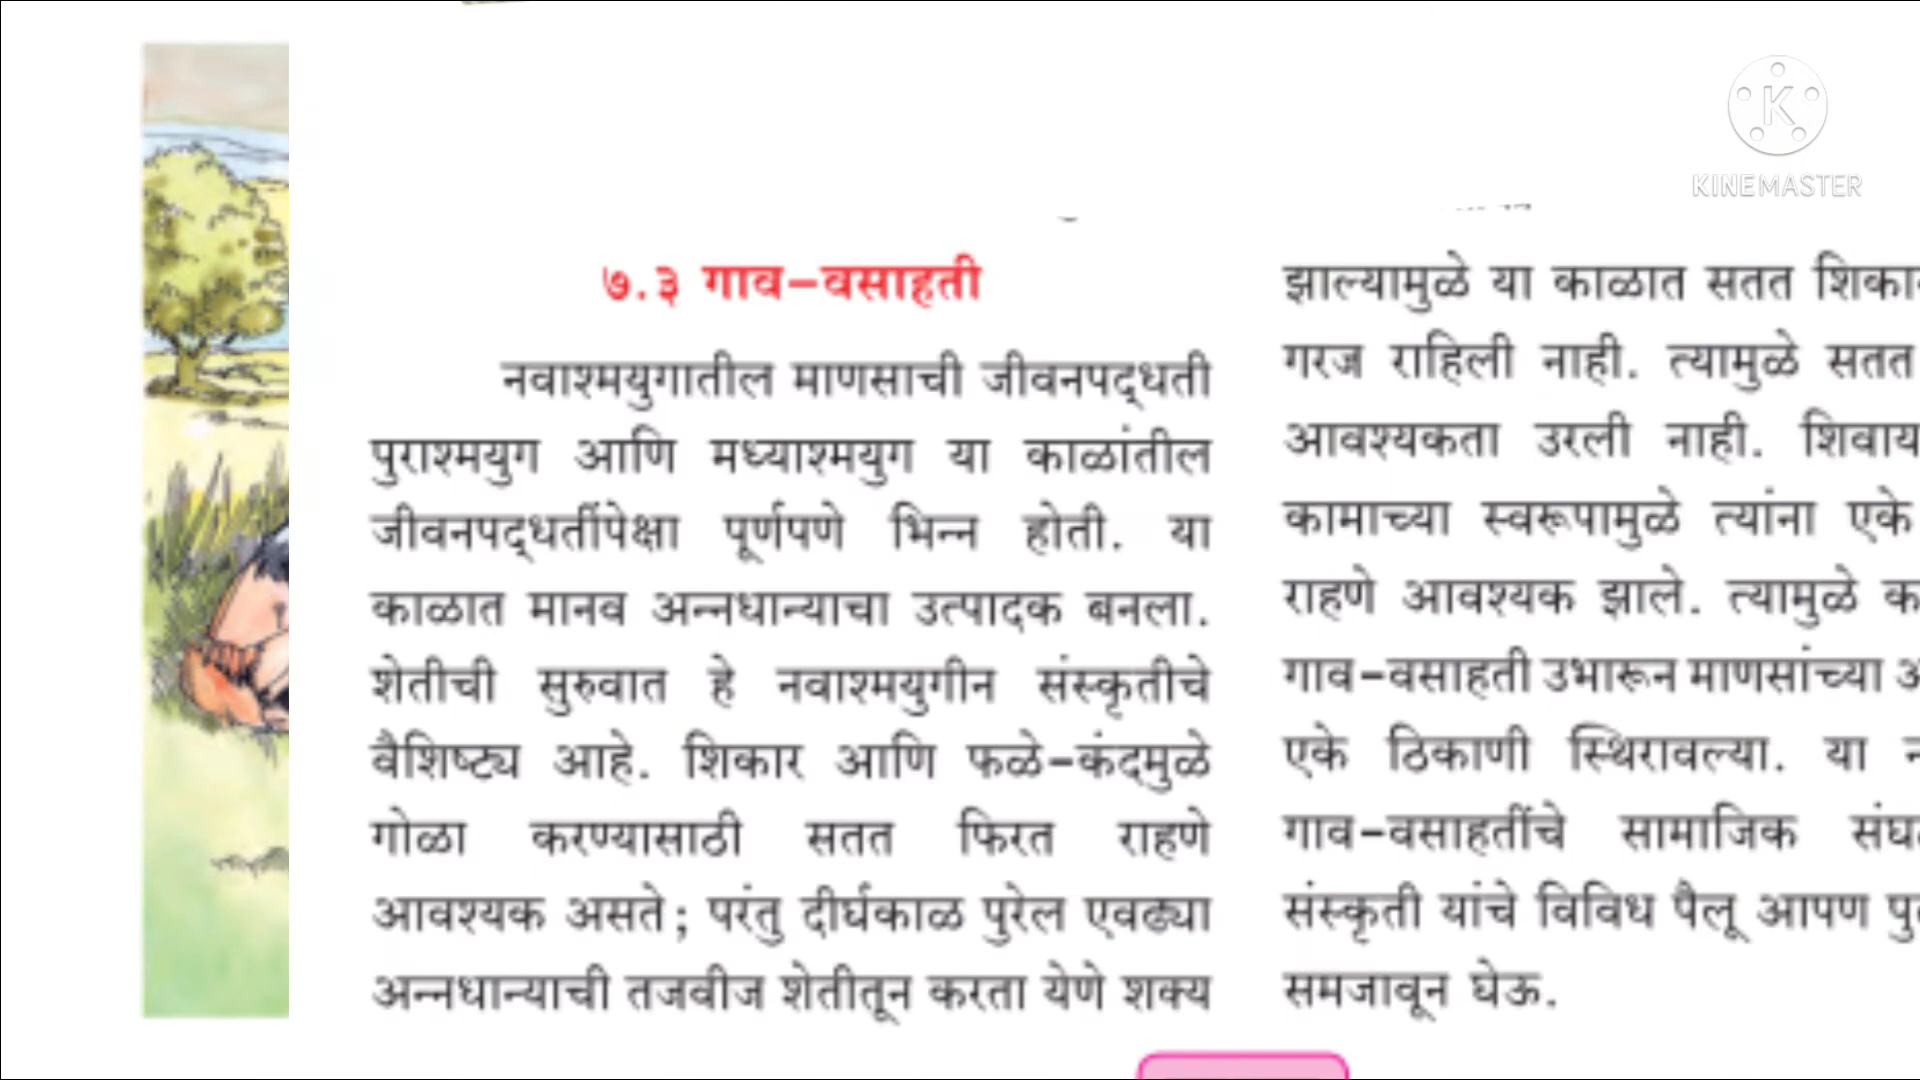 ७.३ गाव-वसाहती
नवाश्मयुगातील माणसाची जीवनपद्धती
पुराश्मयुग आणि मध्याश्मयुग या काळांतील
जीवनपद्धतींपेक्षा पूर्णपणे भिन्न होती. या
काळात मानव अन्नधान्याचा उत्पादक बनला.
शेतीची सुरुवात हे नवाश्मयुगीन संस्कृतीचे
वैशिष्ट्य आहे. शिकार आणि फळे-कंदमुळे
गोळा करण्यासाठी सतत फिरत राहणे
आवश्यक असते; परंतु दीर्घकाळ पुरेल एवढ्या
अन्नधान्याची तजवीज शेतीतून करता येणे शक्य
झाल्यामुळे या काळात सतत
गरज राहिली नाही. त्यामुळे सतत
आवश्यकता उरली नाही. शिवाय
कामाच्या स्वरूपामुळे त्यांना एके
राहणे आवश्यक झाले. त्यामुळे
गाव-वसाहती उभारून माणसांच्या
एके ठिकाणी स्थिरावल्या. या
गाव-वसाहतींचे सामाजिक
संस्कृती यांचे विविध पैलू आपण
समजावून घेऊ.
KINEMASTER